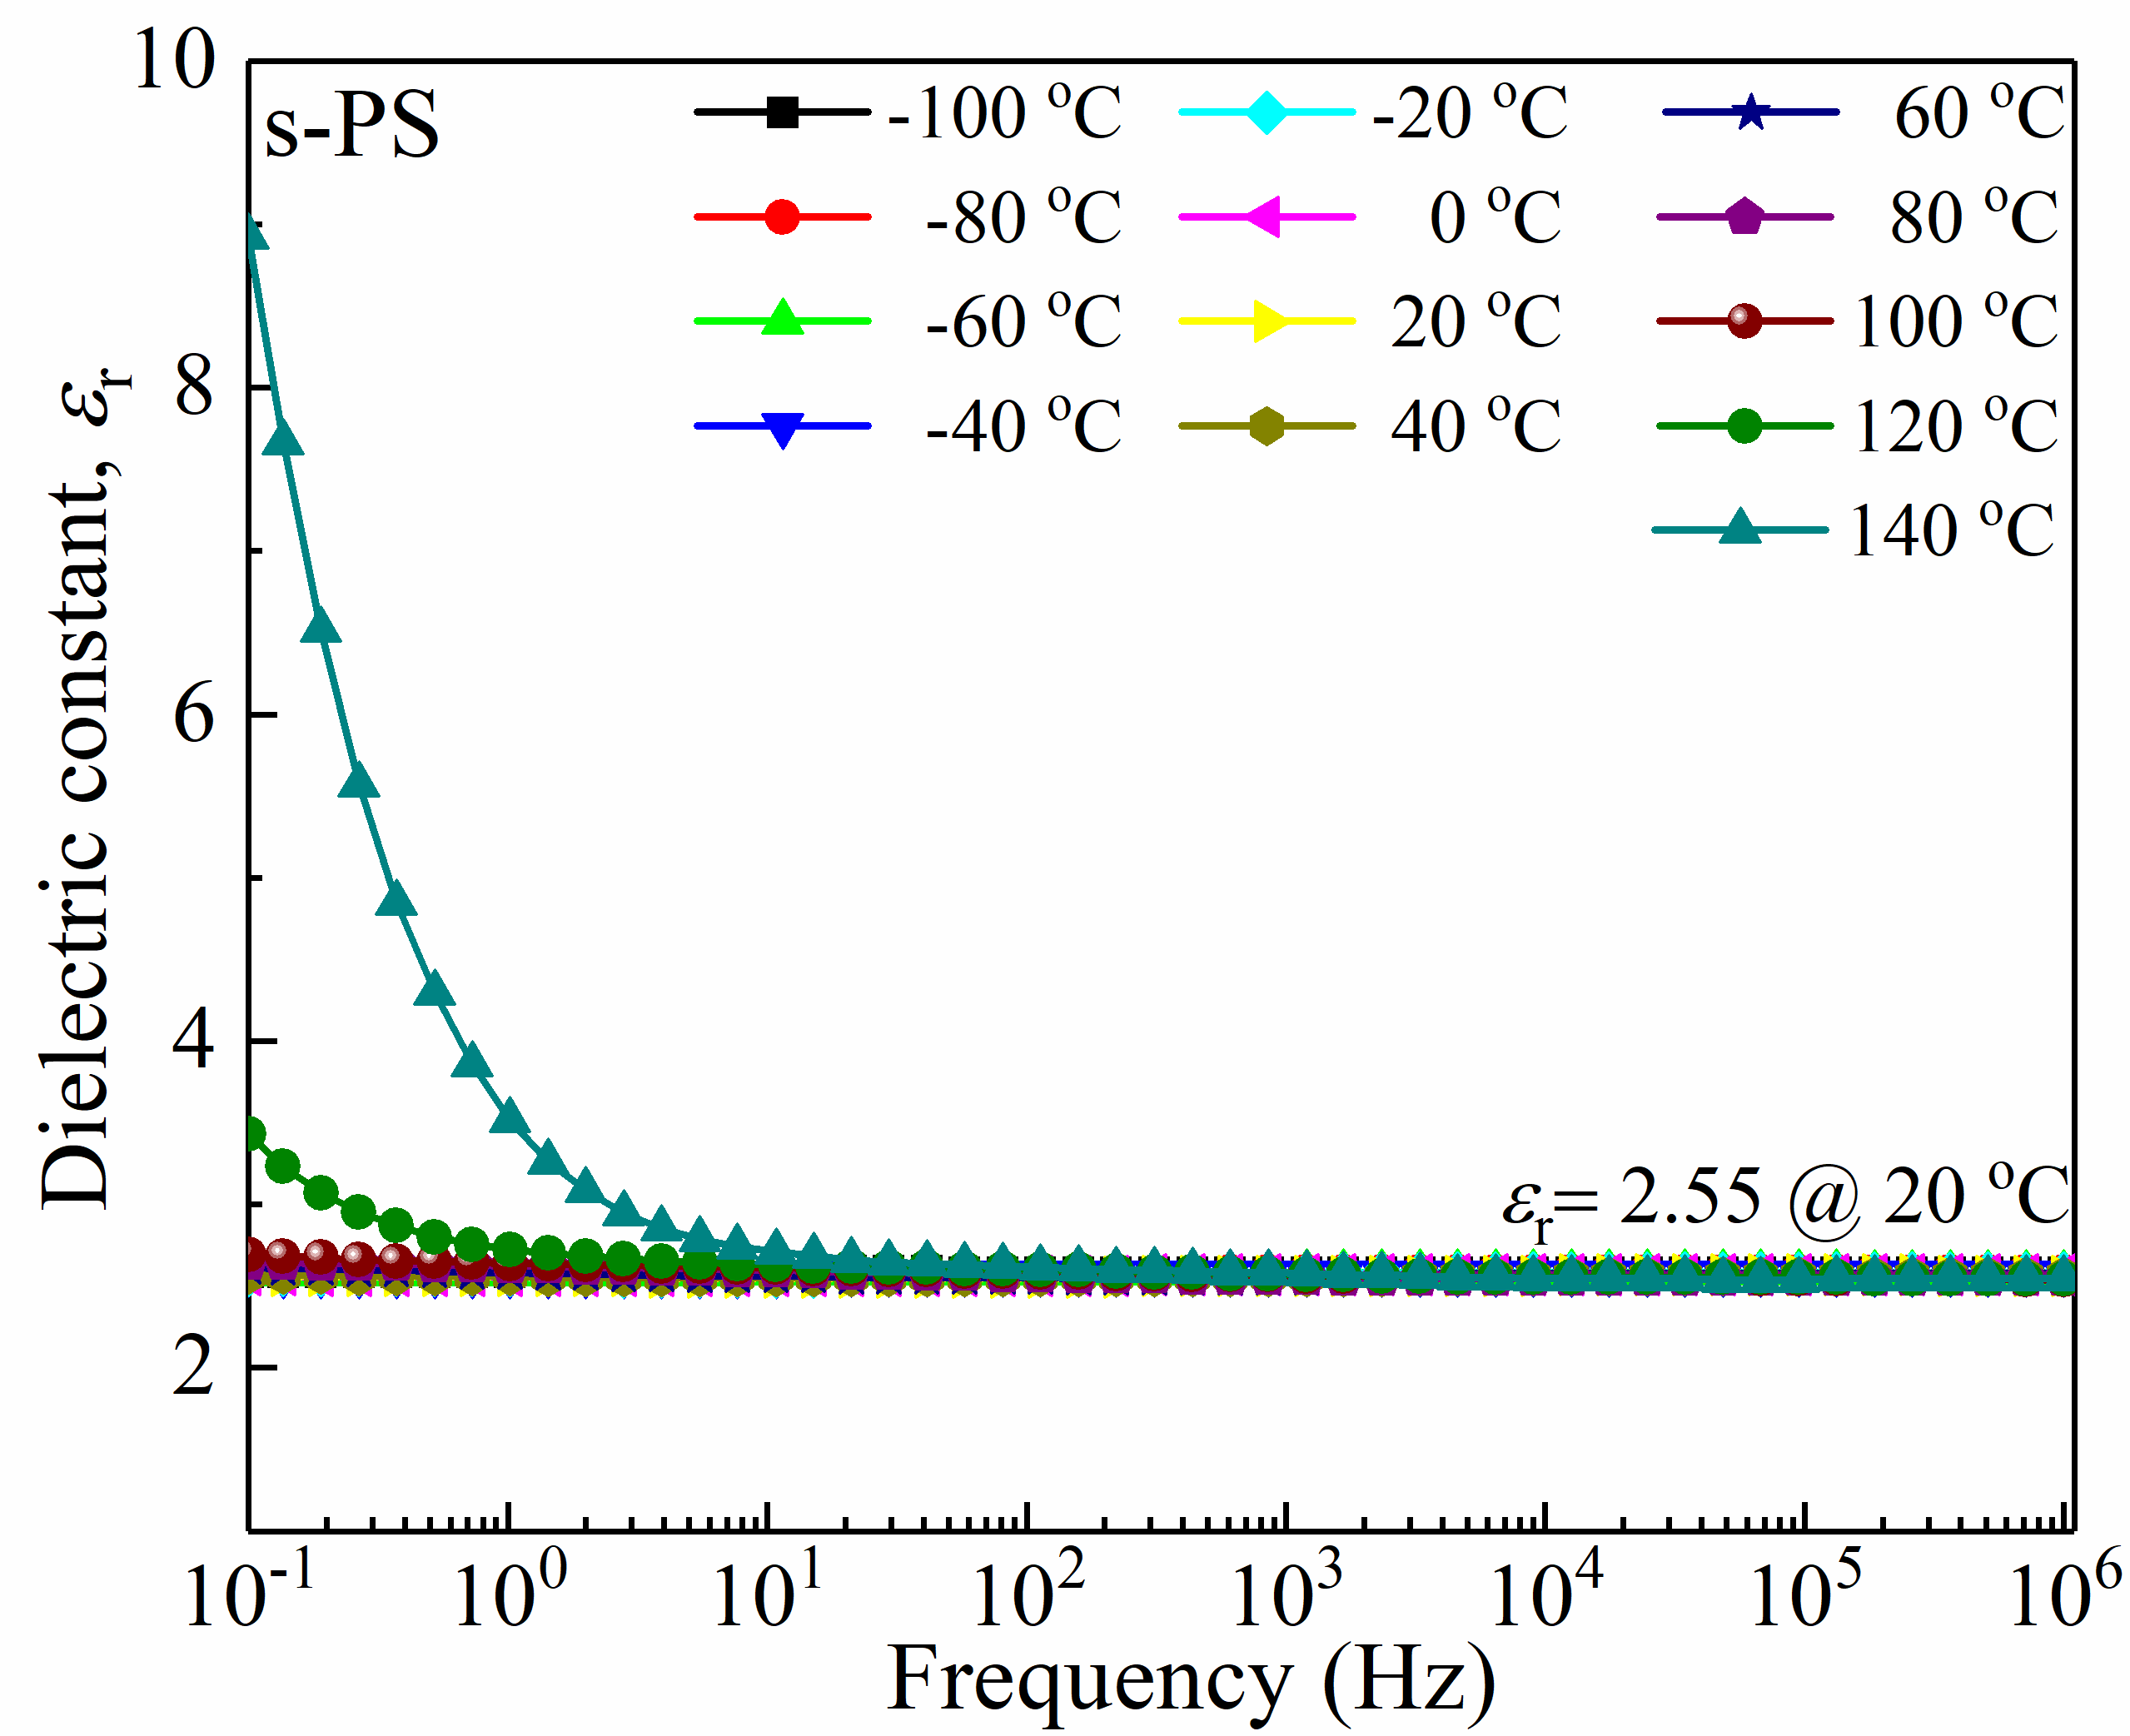 10
s-PS
-100 °C
-20 °C
60 °C
-80 °C
0 °C
80 °C
-60 °C
20 °C
100 °C
-40 °C
40 °C
120 °C
140 °C
8
6
4
2
Dielectric constant, εr
εr= 2.55 @ 20 °C
10-1
100
101
102
103
104
105
106
Frequency (Hz)